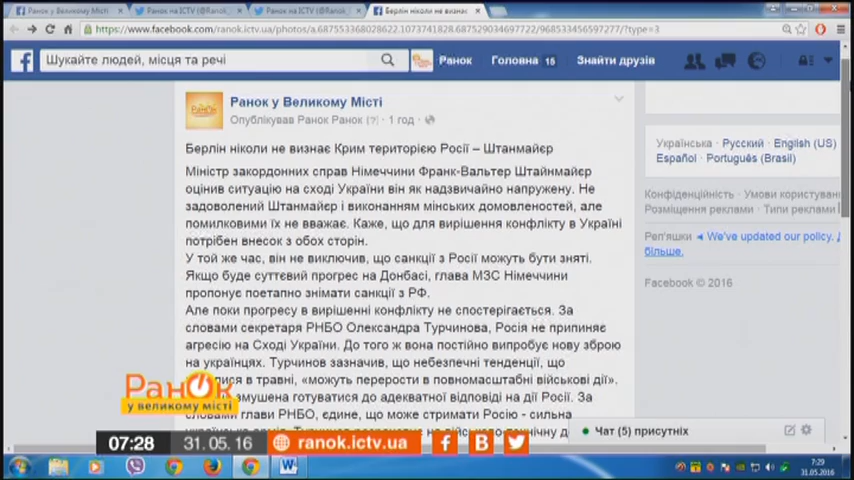 Ранок у Великому Місті
Ранок на ICTV (@Ranok_
Ранок на ICTV (@Ranok_
Берлін ніколи не визнає
https://www.facebook.com/ranok.ictv.ua/photos/a.687553368028622.1073741828.687529034697722/968533456597277/?type=3
f
Шукайте людей, місця та речі
Ранок
Головна 15
Знайти друзів
Ранок у Великому Місті
Опублікував Ранок Ранок [?] · 1 год ·
Берлін ніколи не визнає Крим територією Росії – Штанмайєр
Міністр закордонних справ Німеччини Франк-Вальтер Штайнмайєр
оцінив ситуацію на сході України він як надзвичайно напружену. Не
задоволений Штанмайєр і виконанням мінських домовленостей, але
помилковими їх не вважає. Каже, що для вирішення конфлікту в Україні
потрібен внесок з обох сторін.
У той же час, він не виключив, що санкції з Росії можуть бути зняті.
Якщо буде суттєвий прогрес на Донбасі, глава МЗС Німеччини
пропонує поетапно знімати санкції з РФ.
Але поки прогресу в вирішенні конфлікту не спостерігається. За
словами секретаря РНБО Олександра Турчинова, Росія не припиняє
агресію на Сході України. До того ж вона постійно випробує нову зброю
на українцях. Турчинов зазначив, що небезпечні тенденції, що
в травні, «можуть перерости в повномасштабні військові дії».
змушена готуватися до адекватної відповіді на дії Росії. За
словами глави РНБО, єдине, що може стримати Росію - сильна
Українська · Русский · English (US) ·
Español · Português (Brasil)
Конфіденційність · Умови користуван
Розміщення реклами · Типи реклами
Реп'яшки ◄ We've updated our policy. Д
більше.
Facebook © 2016
Чат (5) присутніх
Ранок
у великому місті
07:28 31.05.16 ranok.ictv.ua f В
7:29
31.05.2016